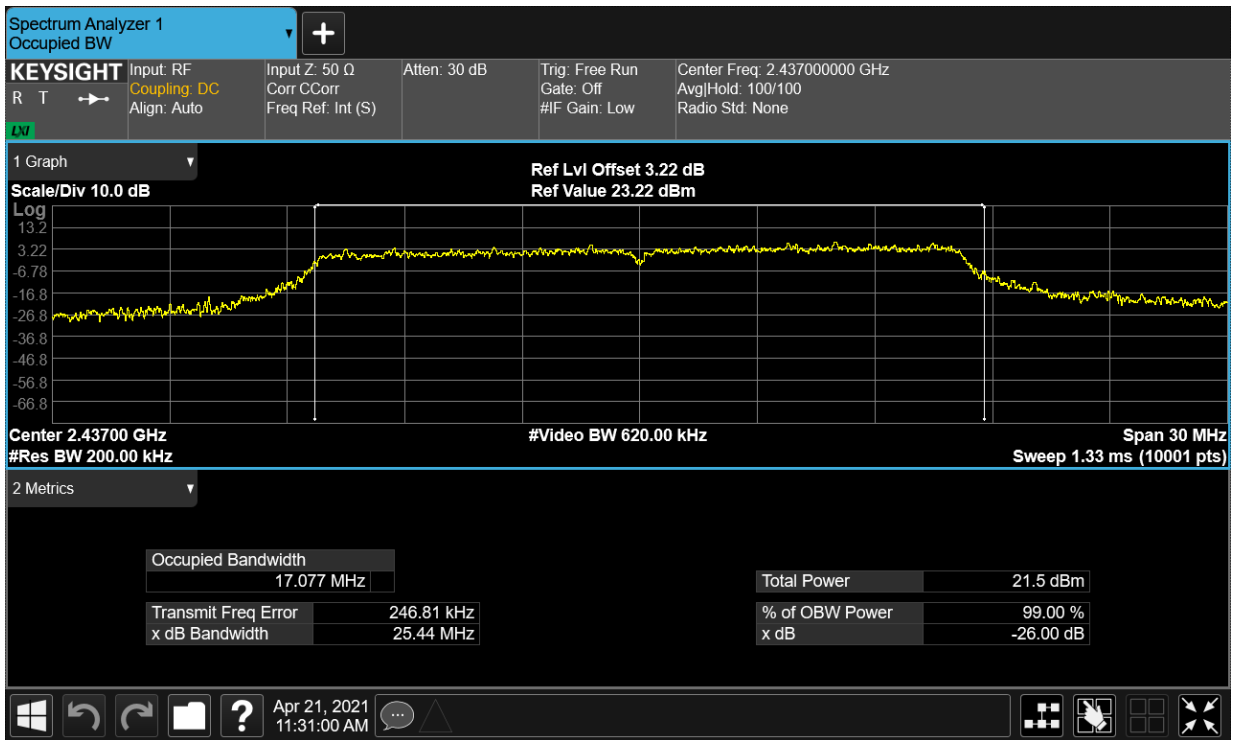 Spectrum Analyzer 1
Occupied BW
▼
+
KEYSIGHT
R T
LXI
Input: RF
Coupling: DC
Align: Auto
Input Z: 50 Ω
Corr CCorr
Freq Ref: Int (S)
Atten: 30 dB
Trig: Free Run
Gate: Off
#IF Gain: Low
Center Freq: 2.437000000 GHz
Avg|Hold: 100/100
Radio Std: None
1 Graph ▼
Scale/Div 10.0 dB
Ref Lvl Offset 3.22 dB
Ref Value 23.22 dBm
Log
13.2
3.22
-6.78
-16.8
-26.8
-36.8
-46.8
-56.8
-66.8
Center 2.43700 GHz
#Res BW 200.00 kHz
#Video BW 620.00 kHz
Span 30 MHz
Sweep 1.33 ms (10001 pts)
2 Metrics ▼
Occupied Bandwidth
17.077 MHz
Transmit Freq Error 246.81 kHz
x dB Bandwidth 25.44 MHz
Total Power 21.5 dBm
% of OBW Power 99.00 %
x dB -26.00 dB
?
Apr 21, 2021
11:31:00 AM